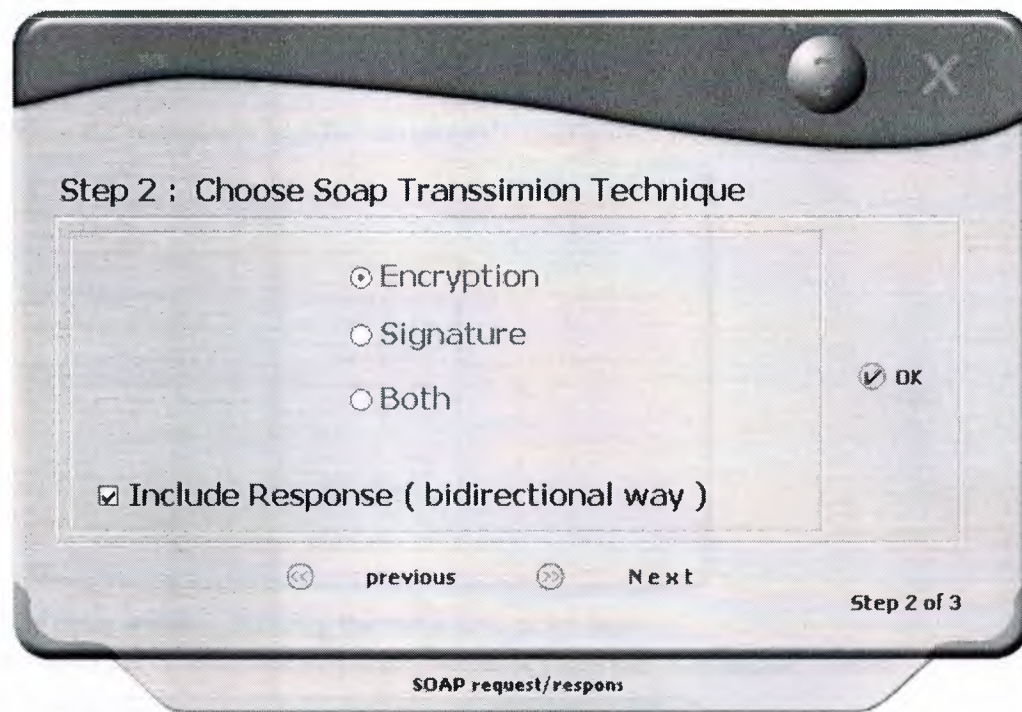 Step 2 : Choose Soap Transsimion Technique
Encryption
Signature
Both
OK
Include Response ( bidirectional way )
previous Next
Step 2 of 3
SOAP request/respons